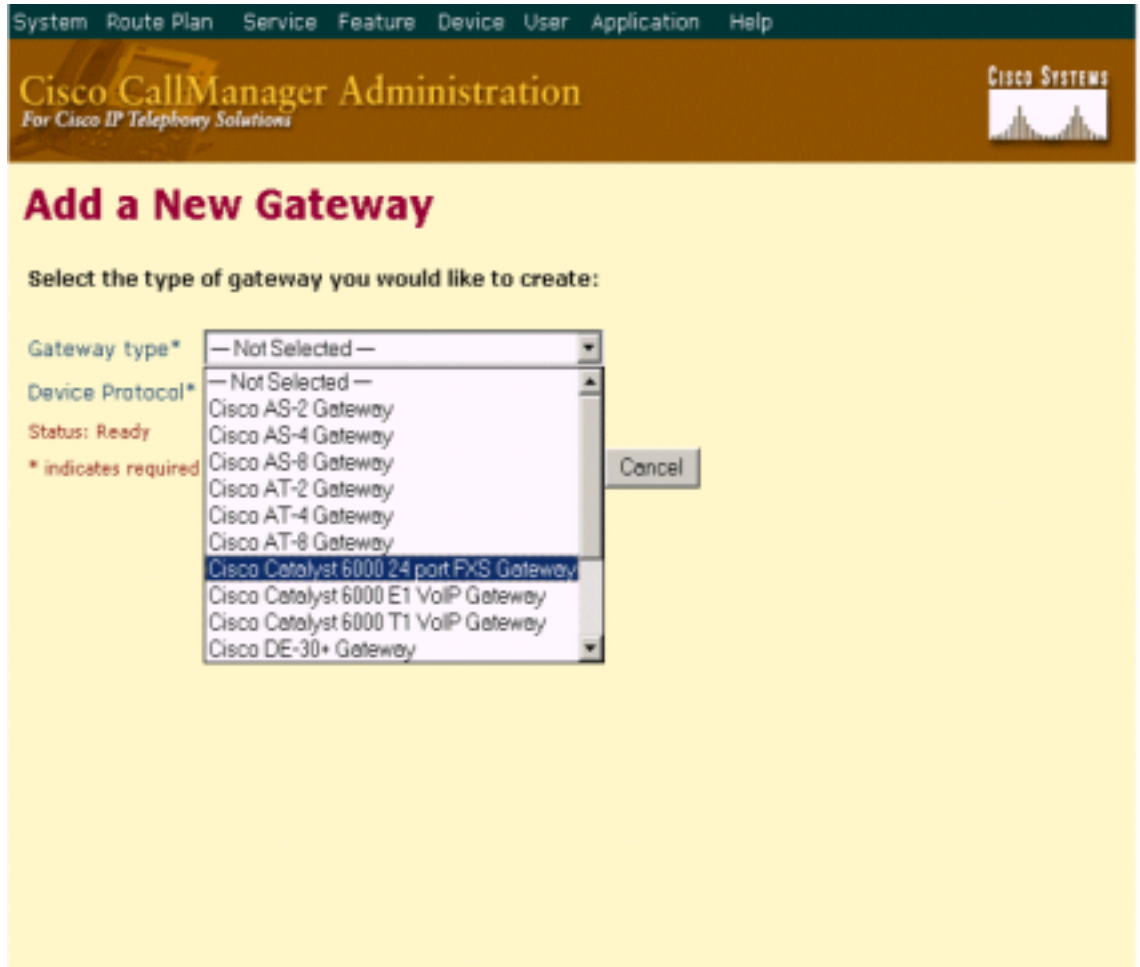 System Route Plan Service Feature Device User Application Help
Cisco CallManager Administration
For Cisco IP Telephony Solutions
CISCO SYSTEMS
Add a New Gateway
Select the type of gateway you would like to create:
Gateway type* — Not Selected —
Device Protocol* — Not Selected —
Cisco AS-2 Gateway
Status: Ready Cisco AS-4 Gateway
* indicates required Cisco AS-8 Gateway Cancel
Cisco AT-2 Gateway
Cisco AT-4 Gateway
Cisco AT-8 Gateway
Cisco Catalyst 6000 24 port FXS Gateway
Cisco Catalyst 6000 E1 VoIP Gateway
Cisco Catalyst 6000 T1 VoIP Gateway
Cisco DE-30+ Gateway